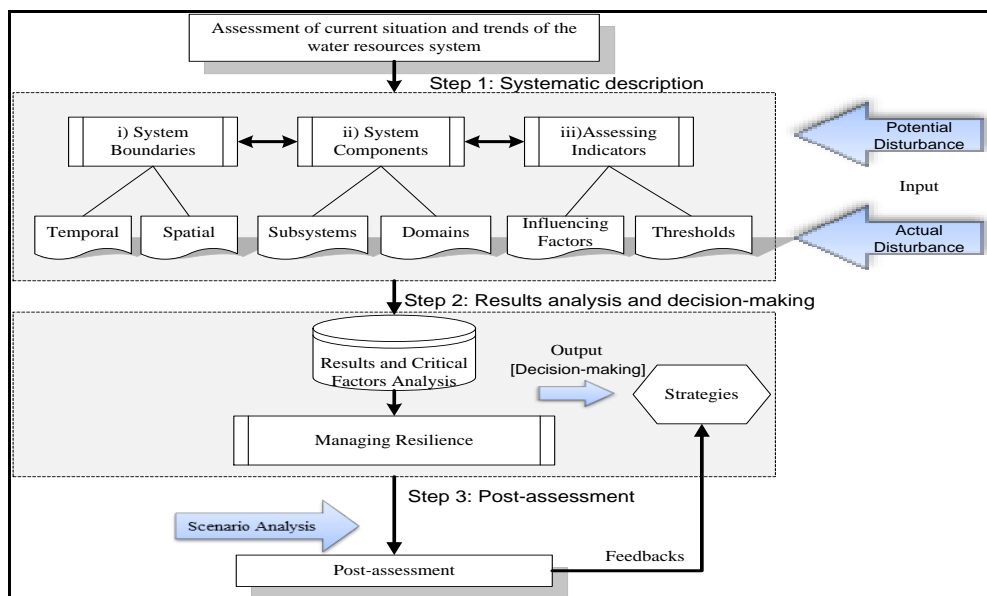 Assessment of current situation and trends of the
water resources system
Step 1: Systematic description
i) System
Boundaries
ii) System
Components
iii)Assessing
Indicators
Potential
Disturbance
Input
Temporal
Spatial
Subsystems
Domains
Influencing
Factors
Thresholds
Actual
Disturbance
Step 2: Results analysis and decision-making
Results and Critical
Factors Analysis
Output
[Decision-making]
Strategies
Managing Resilience
Step 3: Post-assessment
Scenario Analysis
Post-assessment
Feedbacks